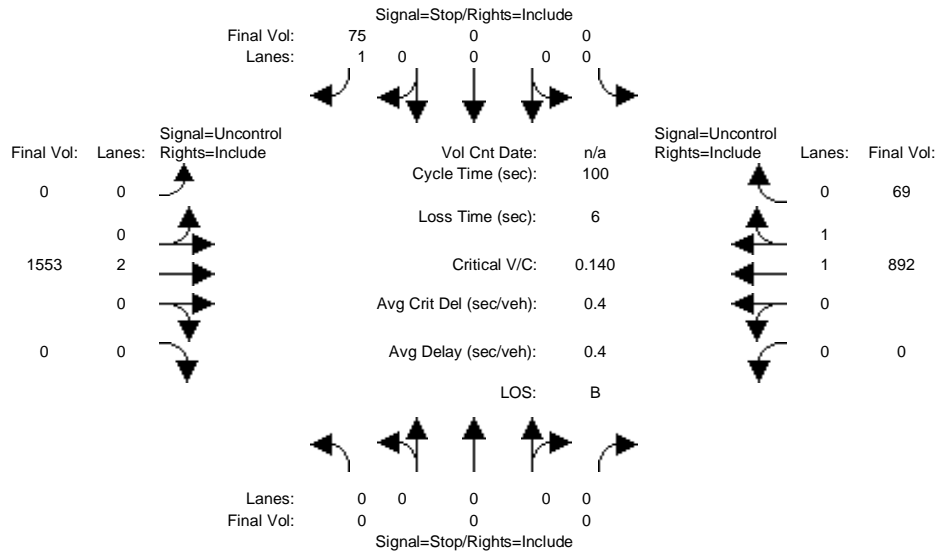 Signal=Stop/Rights=Include
Final Vol: 75 0 0
Lanes: 1 0 0 0 0
Signal=Uncontrol
Final Vol: Lanes: Rights=Include
Vol Cnt Date: n/a
Signal=Uncontrol
Rights=Include Lanes: Final Vol:
Cycle Time (sec): 100
0 0
0 69
Loss Time (sec): 6
0
1
1553 2
Critical V/C: 0.140
1 892
Avg Crit Del (sec/veh): 0.4
0
0
0 0
Avg Delay (sec/veh): 0.4
0 0
LOS: B
Lanes: 0 0 0 0 0
Final Vol: 0 0 0
Signal=Stop/Rights=Include